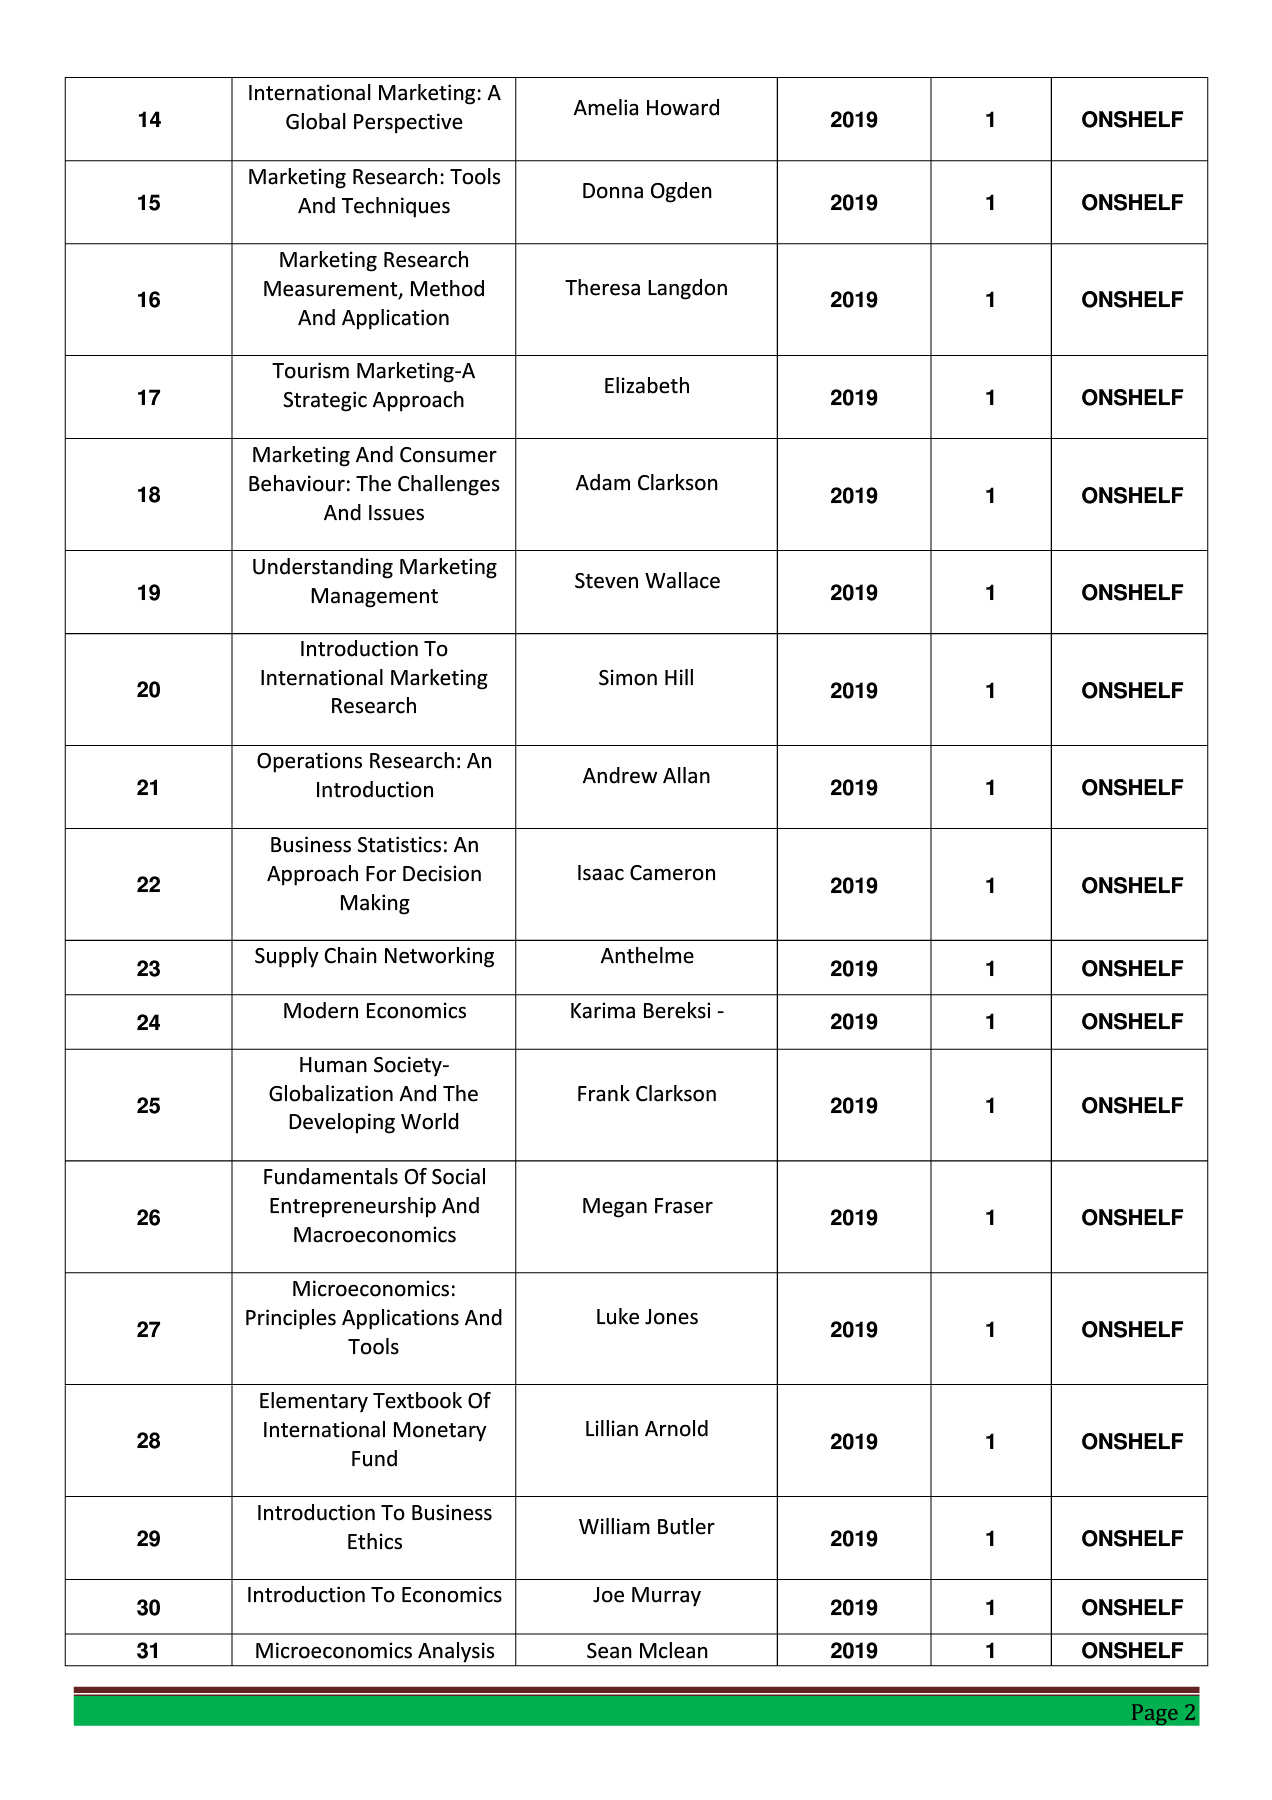 14 International Marketing: A Global Perspective Amelia Howard 2019 1 ONSHELF
15 Marketing Research: Tools And Techniques Donna Ogden 2019 1 ONSHELF
16 Marketing Research Measurement, Method And Application Theresa Langdon 2019 1 ONSHELF
17 Tourism Marketing-A Strategic Approach Elizabeth 2019 1 ONSHELF
18 Marketing And Consumer Behaviour: The Challenges And Issues Adam Clarkson 2019 1 ONSHELF
19 Understanding Marketing Management Steven Wallace 2019 1 ONSHELF
20 Introduction To International Marketing Research Simon Hill 2019 1 ONSHELF
21 Operations Research: An Introduction Andrew Allan 2019 1 ONSHELF
22 Business Statistics: An Approach For Decision Making Isaac Cameron 2019 1 ONSHELF
23 Supply Chain Networking Anthelme 2019 1 ONSHELF
24 Modern Economics Karima Bereksi - 2019 1 ONSHELF
25 Human Society- Globalization And The Developing World Frank Clarkson 2019 1 ONSHELF
26 Fundamentals Of Social Entrepreneurship And Macroeconomics Megan Fraser 2019 1 ONSHELF
27 Microeconomics: Principles Applications And Tools Luke Jones 2019 1 ONSHELF
28 Elementary Textbook Of International Monetary Fund Lillian Arnold 2019 1 ONSHELF
29 Introduction To Business Ethics William Butler 2019 1 ONSHELF
30 Introduction To Economics Joe Murray 2019 1 ONSHELF
31 Microeconomics Analysis Sean Mclean 2019 1 ONSHELF
Page 2